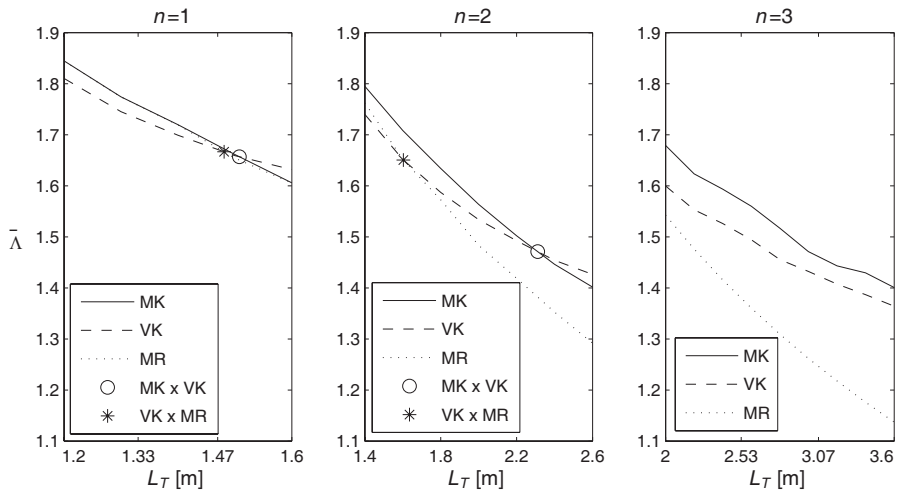 n=1
1.9
1.8
1.7
1.6
1.5
1.4
1.3
1.2
1.1
Λ̄
MK
VK
MR
MK x VK
VK x MR
1.2
1.33
1.47
1.6
L_T [m]
n=2
1.9
1.8
1.7
1.6
1.5
1.4
1.3
1.2
1.1
MK
VK
MR
MK x VK
VK x MR
1.4
1.8
2.2
2.6
L_T [m]
n=3
1.9
1.8
1.7
1.6
1.5
1.4
1.3
1.2
1.1
MK
VK
MR
2
2.53
3.07
3.6
L_T [m]